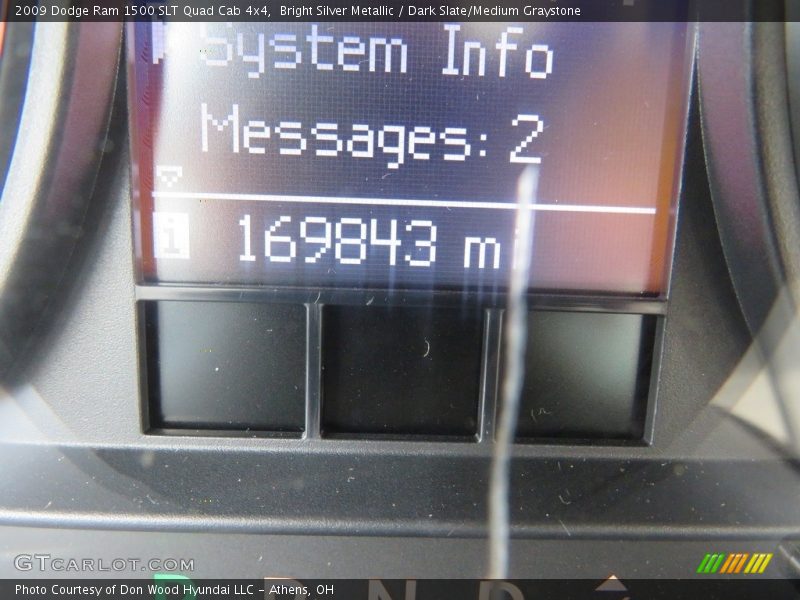 2009 Dodge Ram 1500 SLT Quad Cab 4x4,  Bright Silver Metallic / Dark Slate/Medium Graystone
System Info
Messages: 2
1 169843 m
P R N D
GTCARLOT.COM
Photo Courtesy of Don Wood Hyundai LLC - Athens, OH